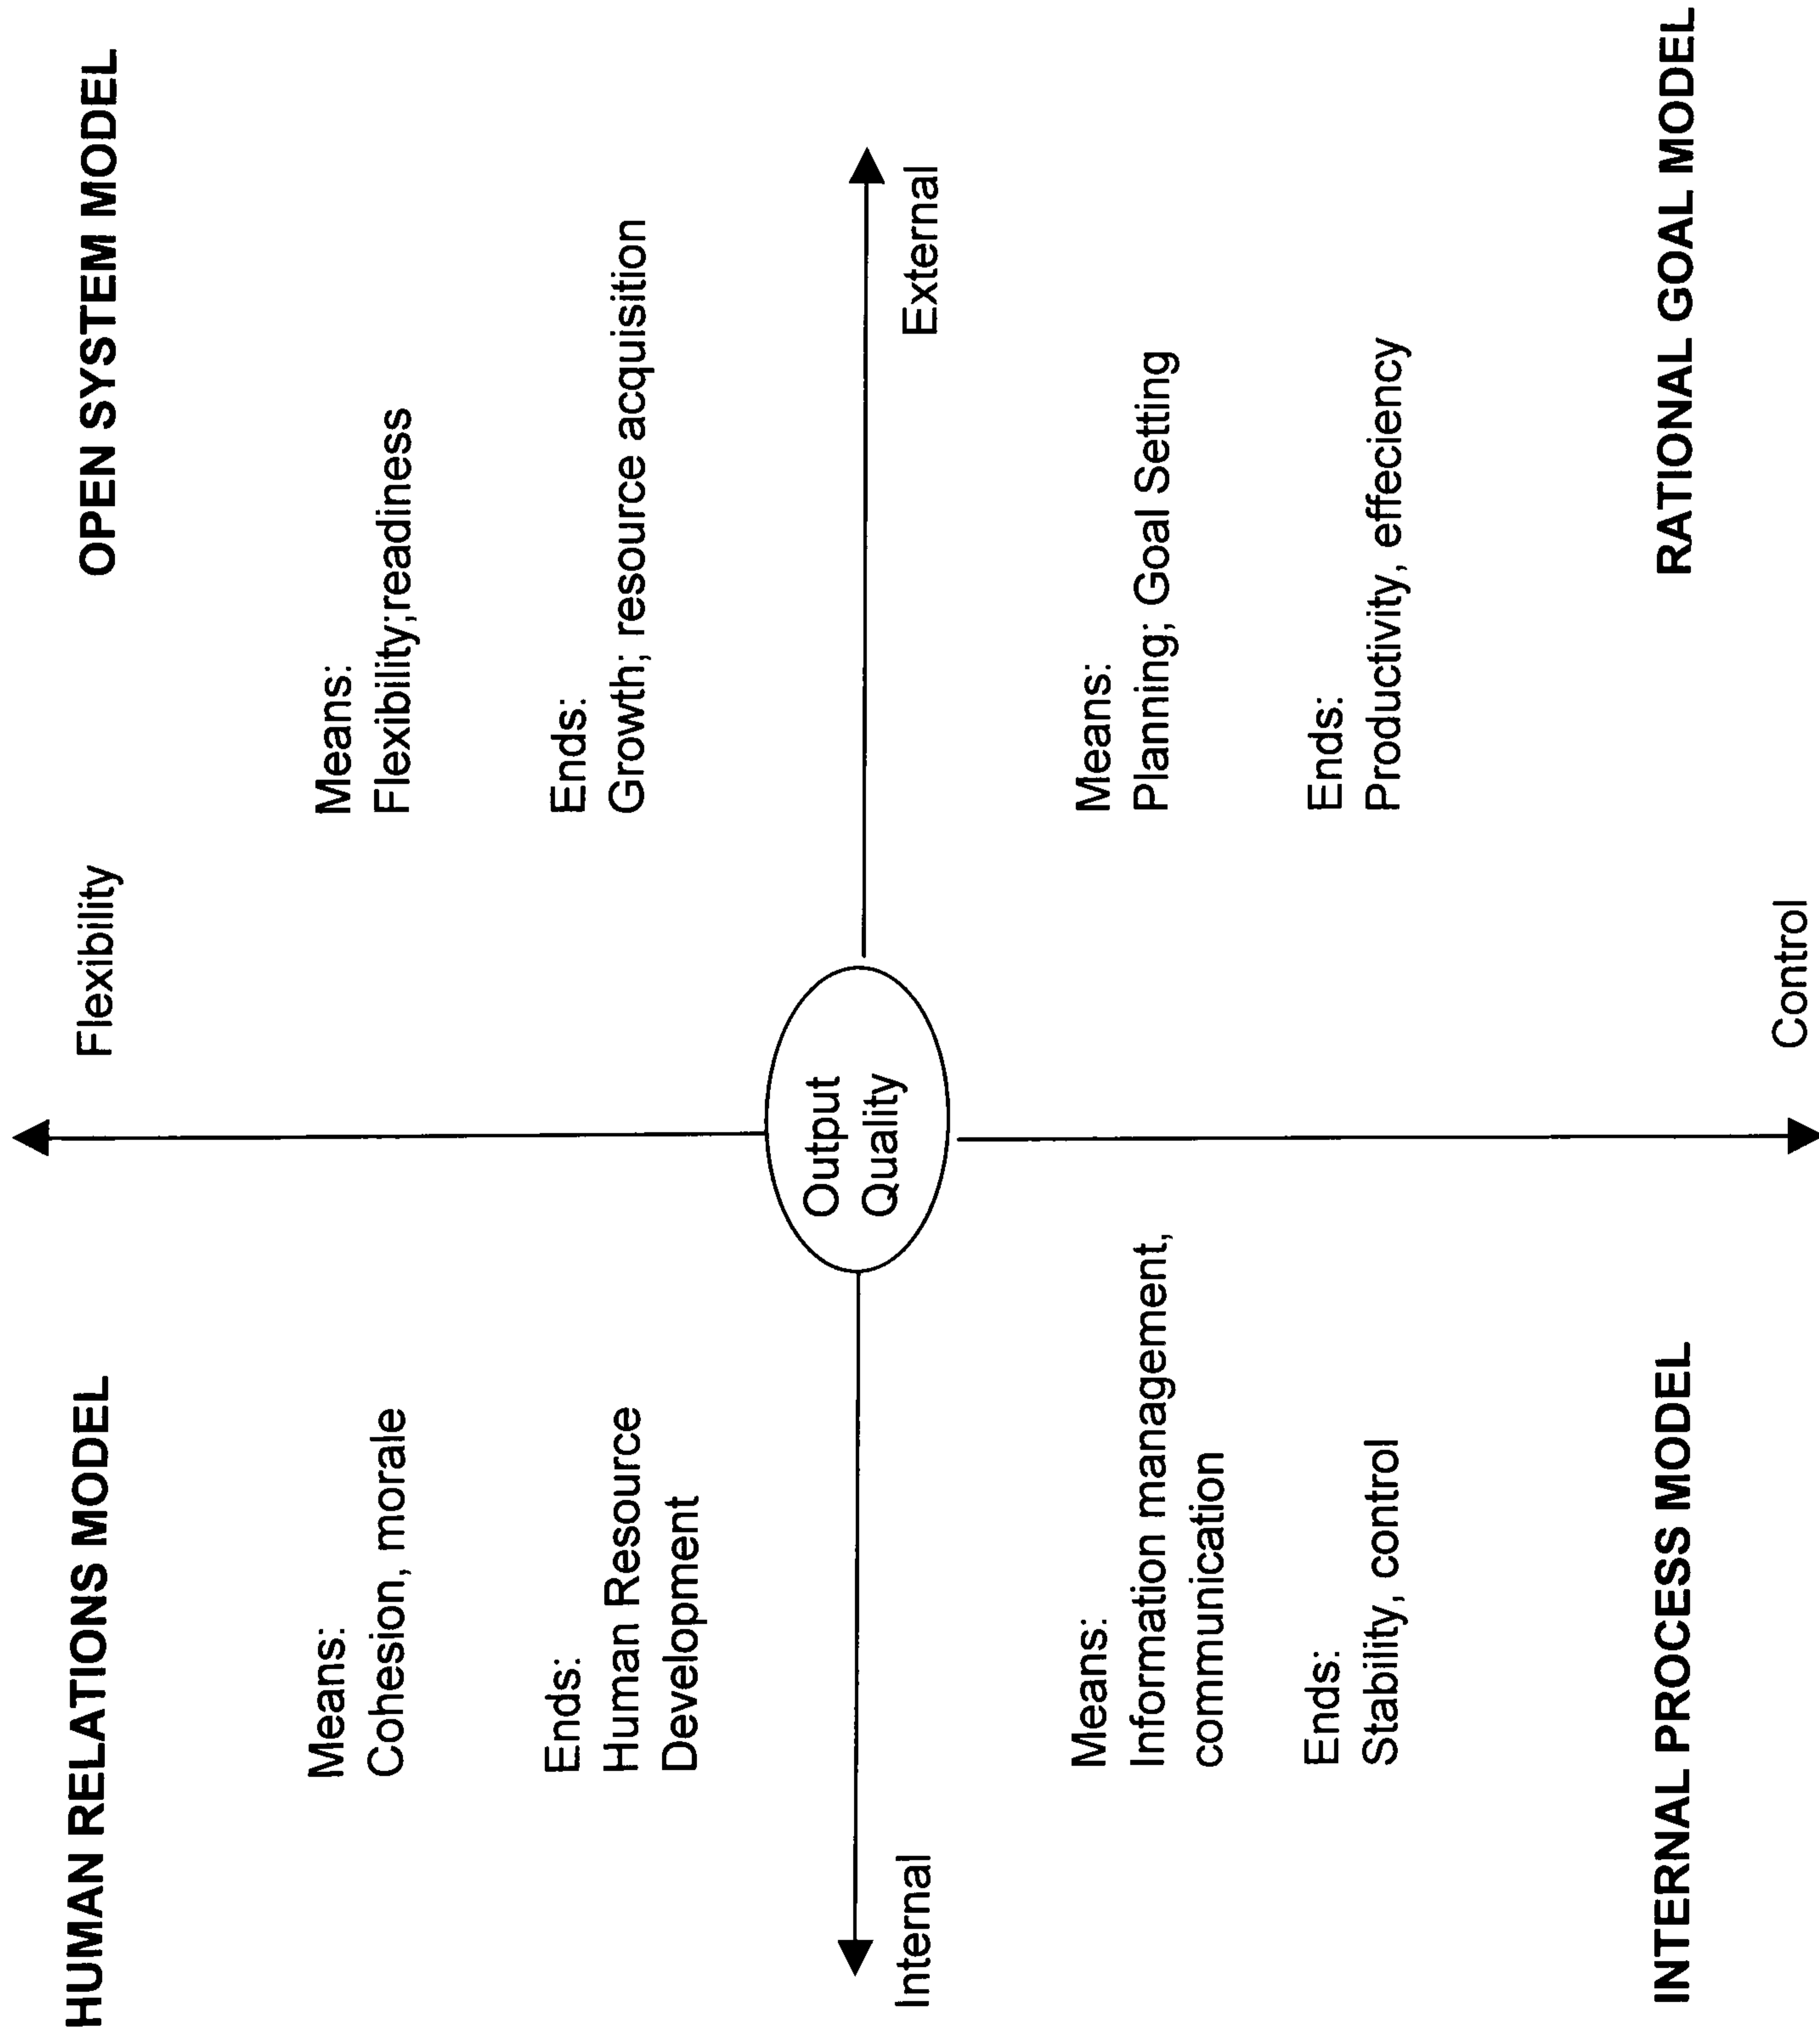 Flexibility
HUMAN RELATIONS MODEL
OPEN SYSTEM MODEL
Means:
Cohesion, morale
Ends:
Human Resource
Development
Means:
Flexibility;readiness
Ends:
Growth; resource acquisition
Output
Quality
Internal
External
Means:
Information management,
communication
Ends:
Stability, control
Means:
Planning; Goal Setting
Ends:
Productivity, effeciency
INTERNAL PROCESS MODEL
RATIONAL GOAL MODEL
Control